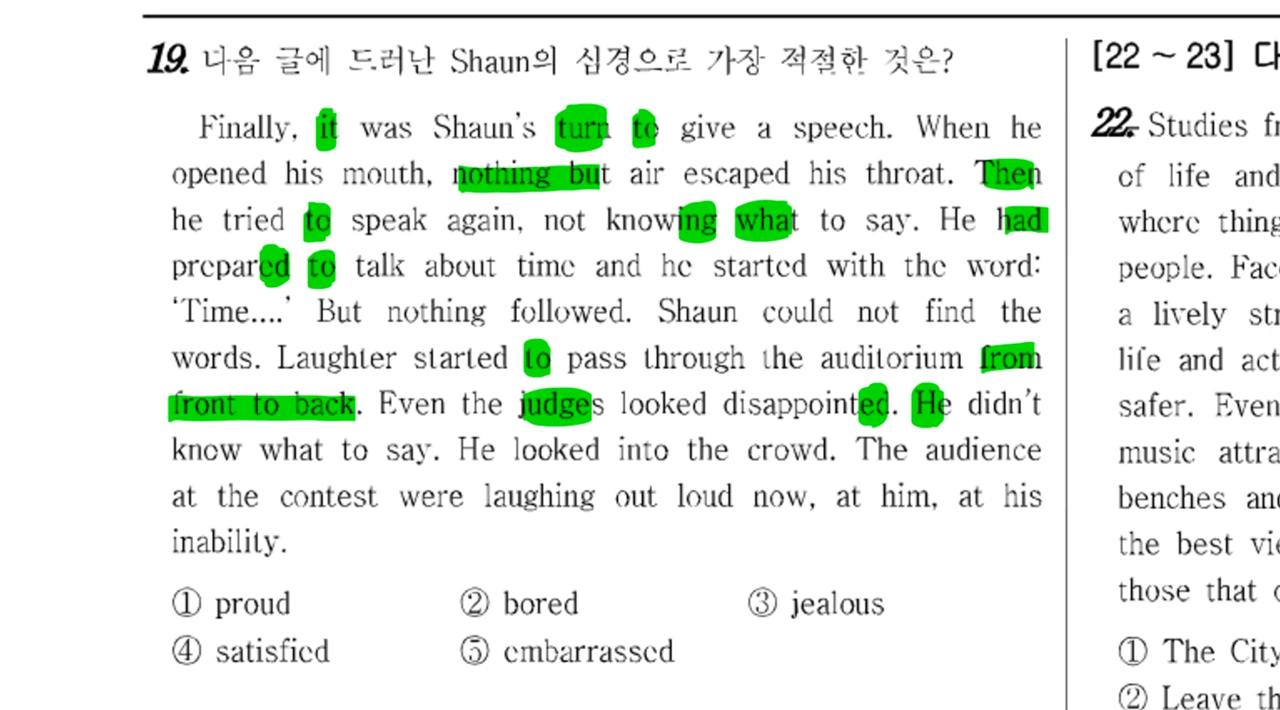 19. 다음 글에 드러난 Shaun의 심경으로 가장 적절한 것은?
Finally, it was Shaun's turn to give a speech. When he
opened his mouth, nothing but air escaped his throat. Then
he tried to speak again, not knowing what to say. He had
prepared to talk about time and he started with the word:
'Time....' But nothing followed. Shaun could not find the
words. Laughter started to pass through the auditorium from
front to back. Even the judges looked disappointed. He didn't
know what to say. He looked into the crowd. The audience
at the contest were laughing out loud now, at him, at his
inability.
① proud ② bored ③ jealous
④ satisfied ⑤ embarrassed
[22 ~ 23] 다
22. Studies
of life and
where thing
people.
a lively
life and
safer. Even
music
benches
the best
those that
① The City
② Leave